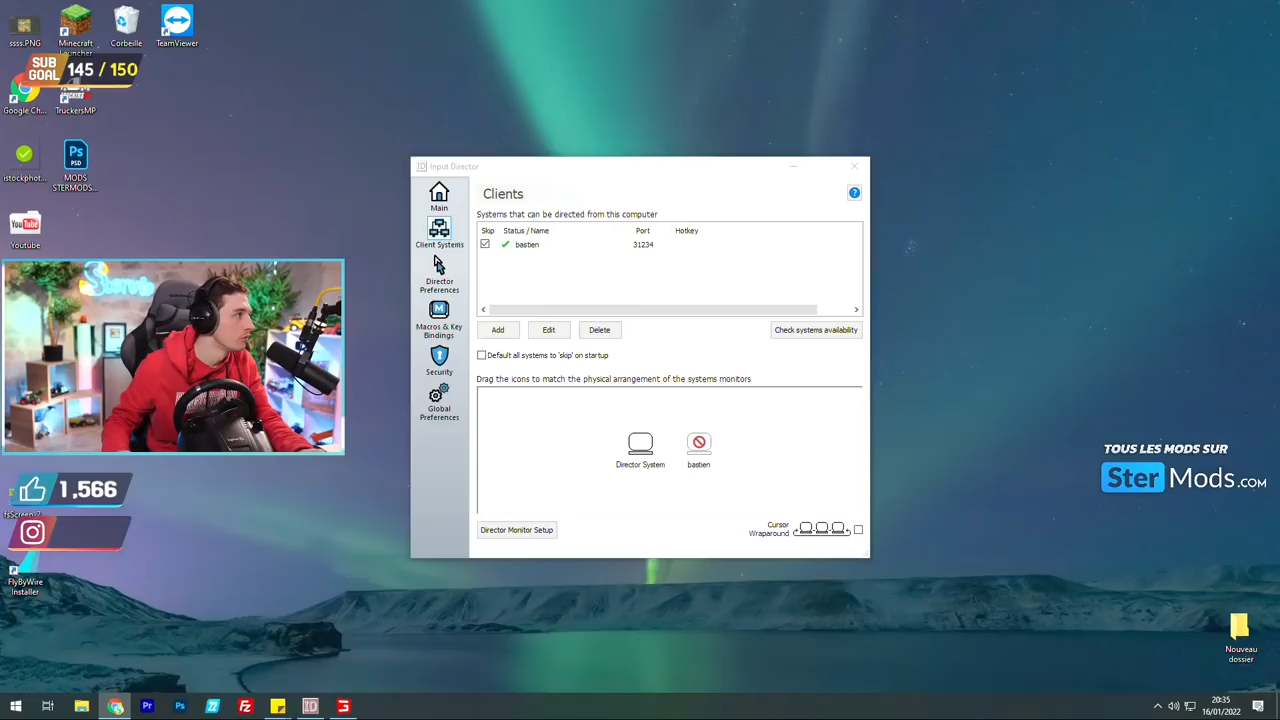 ssss.PNG
Minecraft Launcher
Corbeille
TeamViewer
SUB GOAL
145 / 150
Google Ch...
TruckersMP
istockphot...
MODS STERMODS...
Youtube
1,566
FlyByWire Installer
Input Director
Main
Client Systems
Director Preferences
Macros & Key Bindings
Security
Global Preferences
Clients
Systems that can be directed from this computer
Skip Status / Name Port Hotkey
bastien 31234
Add Edit Delete Check systems availability
Default all systems to 'skip' on startup
Drag the icons to match the physical arrangement of the systems monitors
Director System bastien
Director Monitor Setup
Cursor Wraparound
TOUS LES MODS SUR
SterMods.com
Nouveau dossier
20:35
16/01/2022